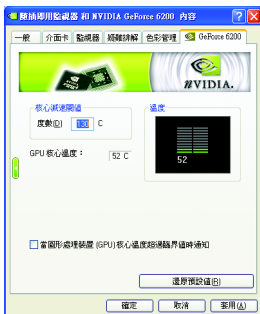 隨插即用監視器 和 NVIDIA GeForce 6200 內容
一般 介面卡 監視器 疑難排解 色彩管理 GeForce 6200
NVIDIA.
核心減速閥值
度數(D) 130 C
溫度
52
GPU 核心溫度： 52 C
當圖形處理裝置 (GPU) 核心溫度超過臨界值時通知
還原預設值(R)
確定 取消 套用(A)